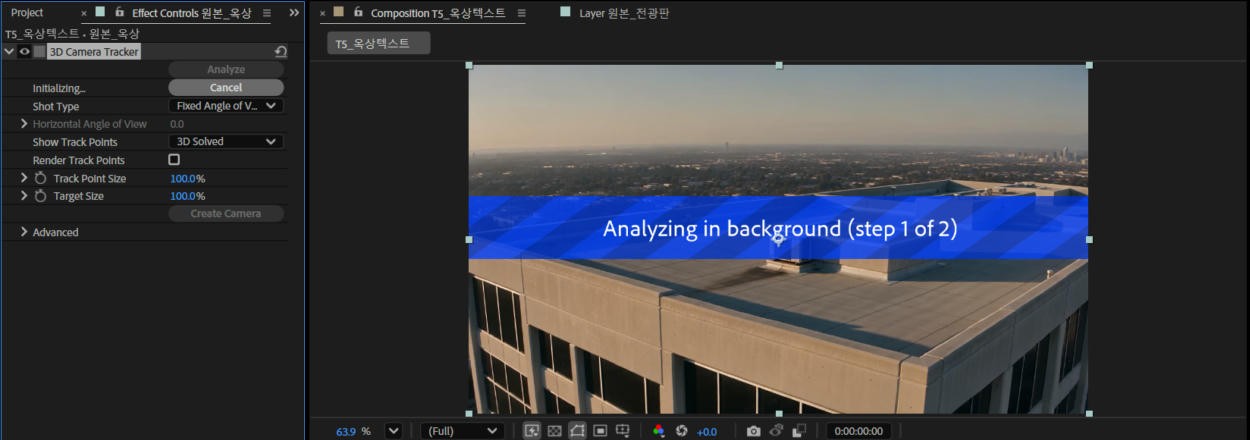 Project × Effect Controls 원본_옥상
T5_옥상텍스트 • 원본_옥상
3D Camera Tracker
Analyze
Initializing... Cancel
Shot Type Fixed Angle of V...
Horizontal Angle of View 0.0
Show Track Points 3D Solved
Render Track Points
Track Point Size 100.0%
Target Size 100.0%
Create Camera
Advanced
× Composition T5_옥상텍스트 Layer 원본_전광판
T5_옥상텍스트
Analyzing in background (step 1 of 2)
63.9 % (Full) +0.0 0:00:00:00